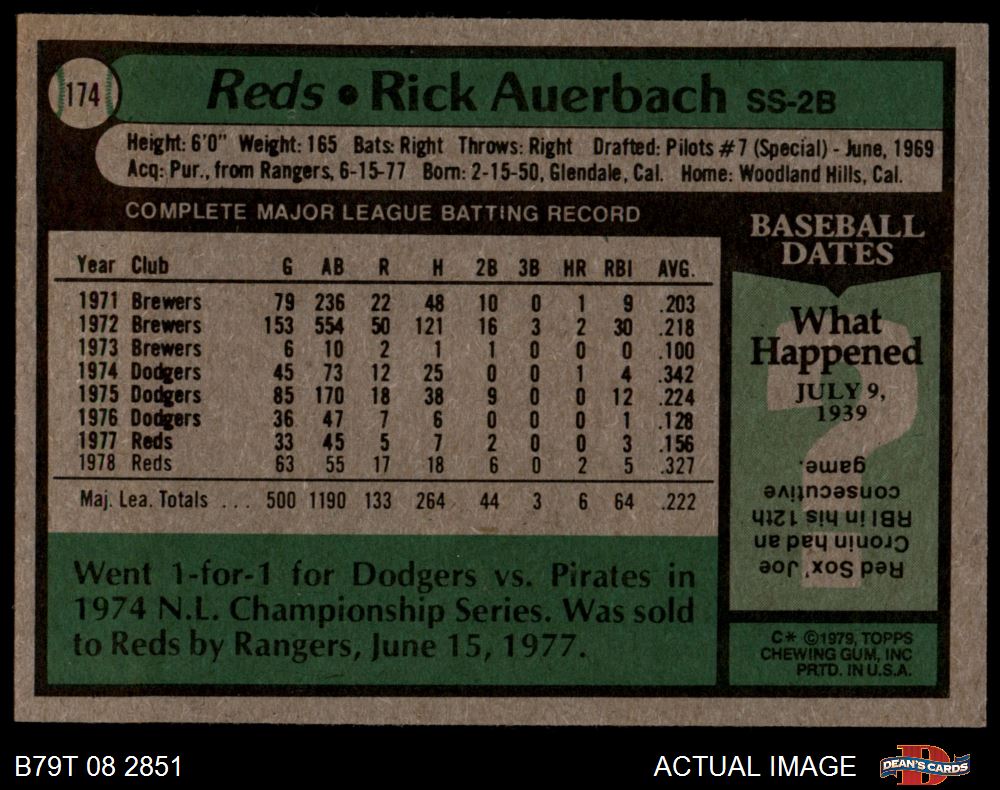 174
Reds • Rick Auerbach SS-2B
Height: 6'0" Weight: 165 Bats: Right Throws: Right Drafted: Pilots #7 (Special) - June, 1969
Acq: Pur., from Rangers, 6-15-77 Born: 2-15-50, Glendale, Cal. Home: Woodland Hills, Cal.
COMPLETE MAJOR LEAGUE BATTING RECORD
Year Club G AB R H 2B 3B HR RBI AVG.
1971 Brewers 79 236 22 48 10 0 1 9 .203
1972 Brewers 153 554 50 121 16 3 2 30 .218
1973 Brewers 6 10 2 1 1 0 0 0 .100
1974 Dodgers 45 73 12 25 0 0 1 4 .342
1975 Dodgers 85 170 18 38 9 0 0 12 .224
1976 Dodgers 36 47 7 6 0 0 0 1 .128
1977 Reds 33 45 5 7 2 0 0 3 .156
1978 Reds 63 55 17 18 6 0 2 5 .327
Maj. Lea. Totals . . . 500 1190 133 264 44 3 6 64 .222
Went 1-for-1 for Dodgers vs. Pirates in
1974 N.L. Championship Series. Was sold
to Reds by Rangers, June 15, 1977.
BASEBALL
DATES
What
Happened
JULY 9,
1939
?
Red Sox' Joe
Cronin had an
RBI in his 12th
consecutive
game.
C* ©1979, TOPPS
CHEWING GUM, INC
PRTD. IN U.S.A.
B79T 08 2851
ACTUAL IMAGE
D
DEAN'S CARDS